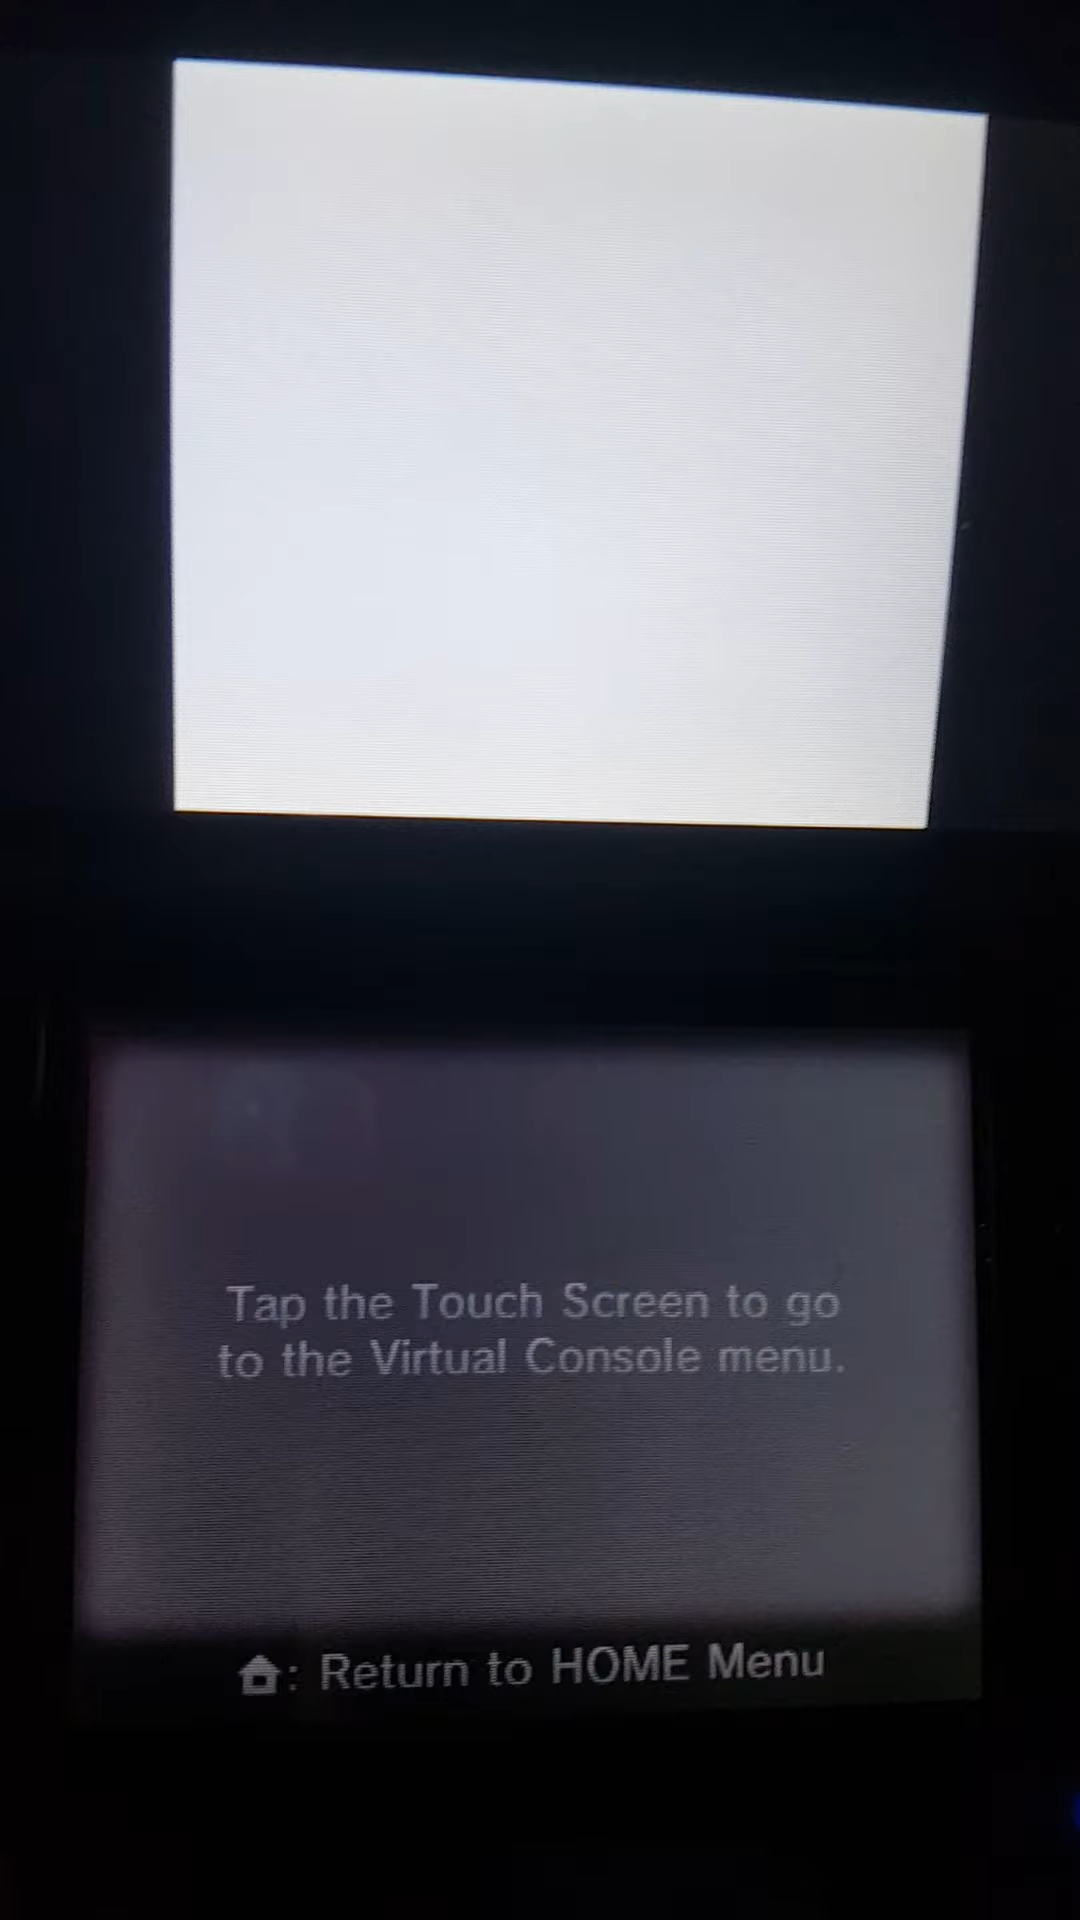 Tap the Touch Screen to go
to the Virtual Console menu.
: Return to HOME Menu